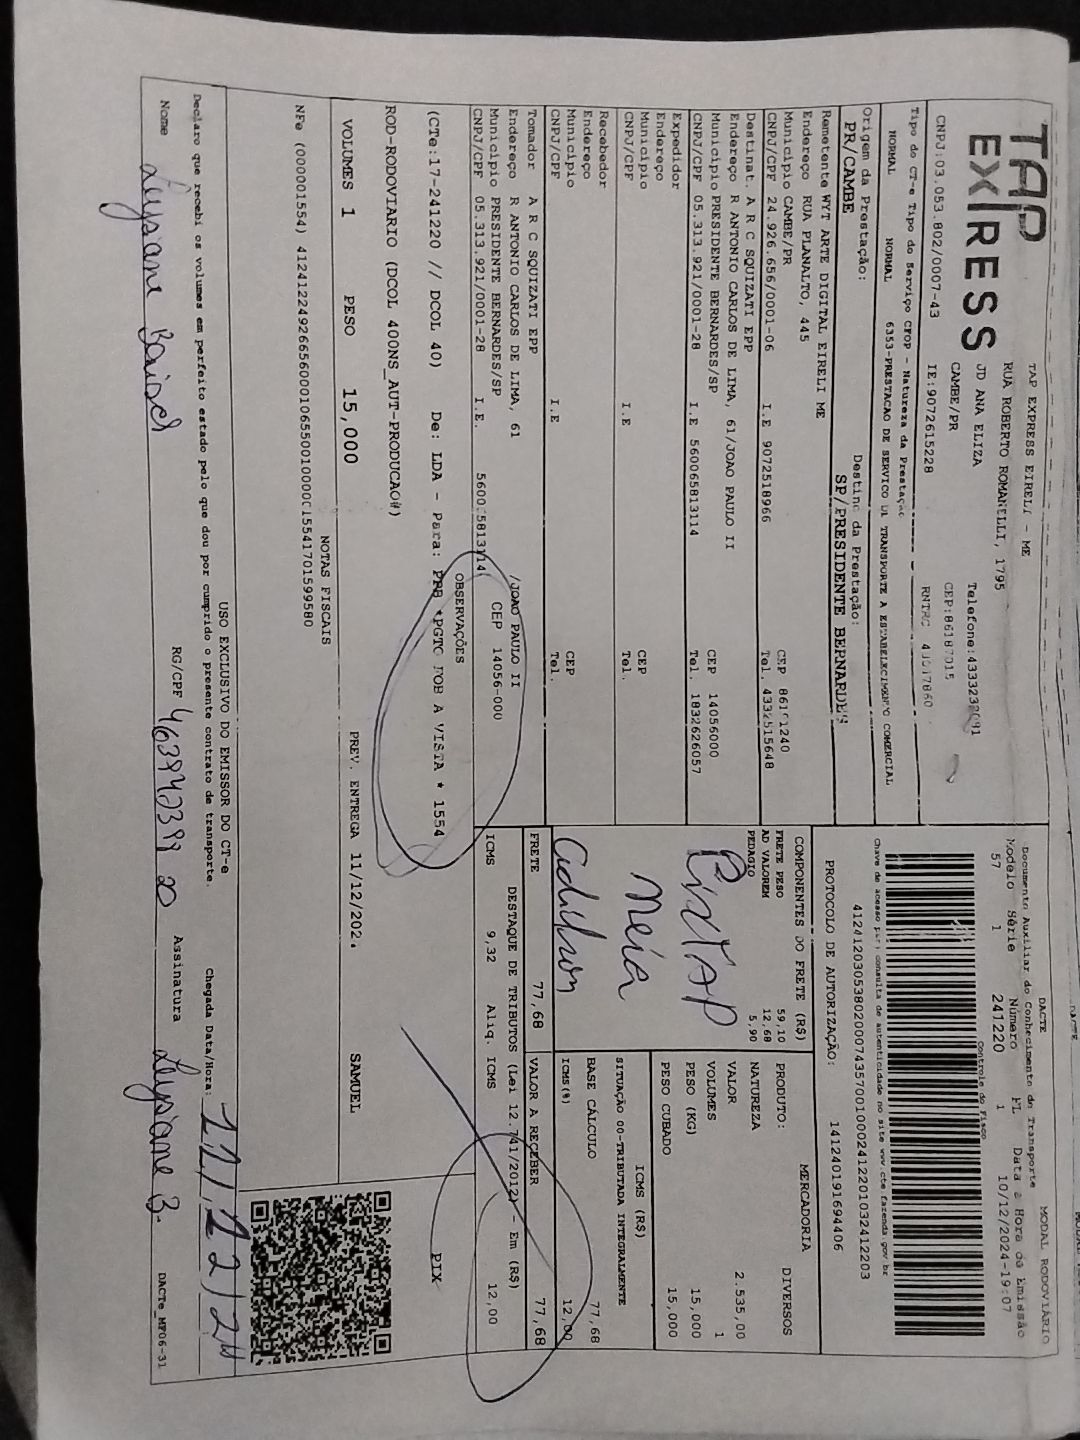 TAP
EXPRESS
TAP EXPRESS EIRELI - ME
RUA ROBERTO ROMANELLI, 1795
JD ANA ELIZA
CAMBE/PR
CNPJ:03.053.802/0007-43 IE:9072615228
CEP:86187015
RNTRC
Tipo do CT-e Tipo do Serviço CFOP - Natureza da Prestação
NORMAL NORMAL 6353-PRESTACAO DE SERVICO DE TRANSPORTE A ESTABELECIMENTO COMERCIAL
Origem da Prestação: Destino da Prestação:
PR/CAMBE SP/PRESIDENTE BERNARDES
Remetente WYT ARTE DIGITAL EIRELI ME
Endereço RUA PLANALTO, 445
Município CAMBE/PR CEP
CNPJ/CPF 24.926.656/0001-06 I.E 9072518966 Tel. 4332515648
Destinat. A R C SQUIZATI EPP
Endereço R ANTONIO CARLOS DE LIMA, 61/JOAO PAULO II
Município PRESIDENTE BERNARDES/SP CEP 14056000
CNPJ/CPF 05.313.921/0001-28 I.E 5600658113114 Tel. 1832626057
Expedidor
Endereço
Município CEP
CNPJ/CPF I.E Tel.
Recebedor
Endereço
Município CEP
CNPJ/CPF I.E Tel.
Tomador A R C SQUIZATI EPP
Endereço R ANTONIO CARLOS DE LIMA, 61 /JOAO PAULO II
Município PRESIDENTE BERNARDES/SP CEP 14056-000
CNPJ/CPF 05.313.921/0001-28 I.E.
OBSERVAÇÕES
(CTe:17-241220 // DCOL 40) De: LDA - Para: PPB *PGTO FOB A VISTA * 1554
ROD-RODOVIARIO (DCOL 400NS_AUT-PRODUCAO#)
VOLUMES 1 PESO 15,000 PREV. ENTREGA 11/12/202 SAMUEL
NOTAS FISCAIS
NFe (000001554) 41241224926656000106550010000015541701599580
DACTE MODAL RODOVIÁRIO
Documento Auxiliar do Conhecimento de Transporte
Modelo Série Número FL Data e Hora da Emissão
57 1 241220 1 10/12/2024-19:07
Controle do Fisco
Chave de acesso para consulta de autenticidade no site www.cte.fazenda.gov.br
41241203053802000743570010002412201032412203
PROTOCOLO DE AUTORIZAÇÃO: 141240191694406
COMPONENTES DO FRETE (R$)
FRETE PESO 59,10
AD VALOREM 12,68
PEDAGIO 5,90
PixTAP
Neia
MERCADORIA
PRODUTO:
NATUREZA DIVERSOS
VALOR 2.535,00
VOLUMES 1
PESO (KG) 15,000
PESO CUBADO 15,000
ICMS (R$)
SITUAÇÃO 00-TRIBUTADA INTEGRALMENTE
BASE CALCULO 77,68
ICMS(%) 12,00
FRETE 77,68 VALOR A RECEBER 77,68
DESTAQUE DE TRIBUTOS (Lei 12.741/2012) - Em (R$)
ICMS 9,32 Aliq. ICMS 12,00
PIX
USO EXCLUSIVO DO EMISSOR DO CT-e
Declaro que recebi os volumes em perfeito estado pelo que dou por cumprido o presente contrato de transporte. Chegada Data/Hora: 11/12/24
Nome RG/CPF Assinatura DACTe_MP06-31